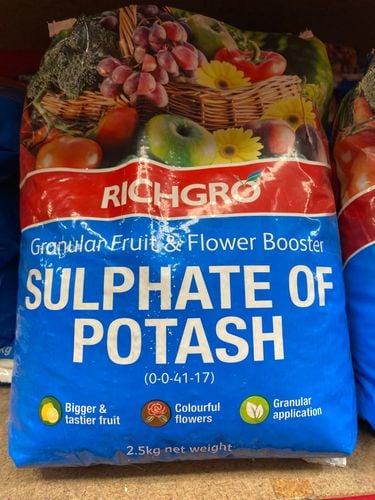 RICHGRO
Granular Fruit & Flower Booster
SULPHATE OF
POTASH
(0-0-41-17)
Bigger &
tastier fruit
Colourful
flowers
Granular
application
2.5kg net weight
kg